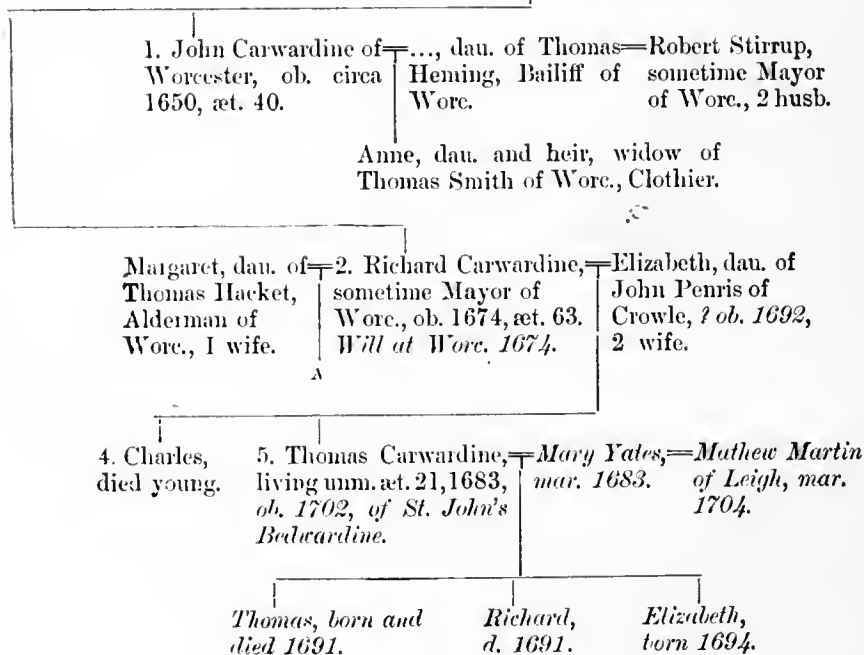 1. John Carwardine of
Worcester, ob. circa
1650, æt. 40.
..., dau. of Thomas
Heming, Bailiff of
Worc.
Robert Stirrup,
sometime Mayor
of Worc., 2 husb.
Anne, dau. and heir, widow of
Thomas Smith of Worc., Clothier.
Margaret, dau. of
Thomas Hacket,
Alderman of
Worc., 1 wife.
2. Richard Carwardine,
sometime Mayor of
Worc., ob. 1674, æt. 63.
Will at Worc. 1674.
Elizabeth, dau. of
John Penris of
Crowle, ? ob. 1692,
2 wife.
A
4. Charles,
died young.
5. Thomas Carwardine,
living unm. æt. 21, 1683,
ob. 1702, of St. John's
Bedwardine.
Mary Yates,
mar. 1683.
Mathew Martin
of Leigh, mar.
1704.
Thomas, born and
died 1691.
Richard,
d. 1691.
Elizabeth,
born 1694.